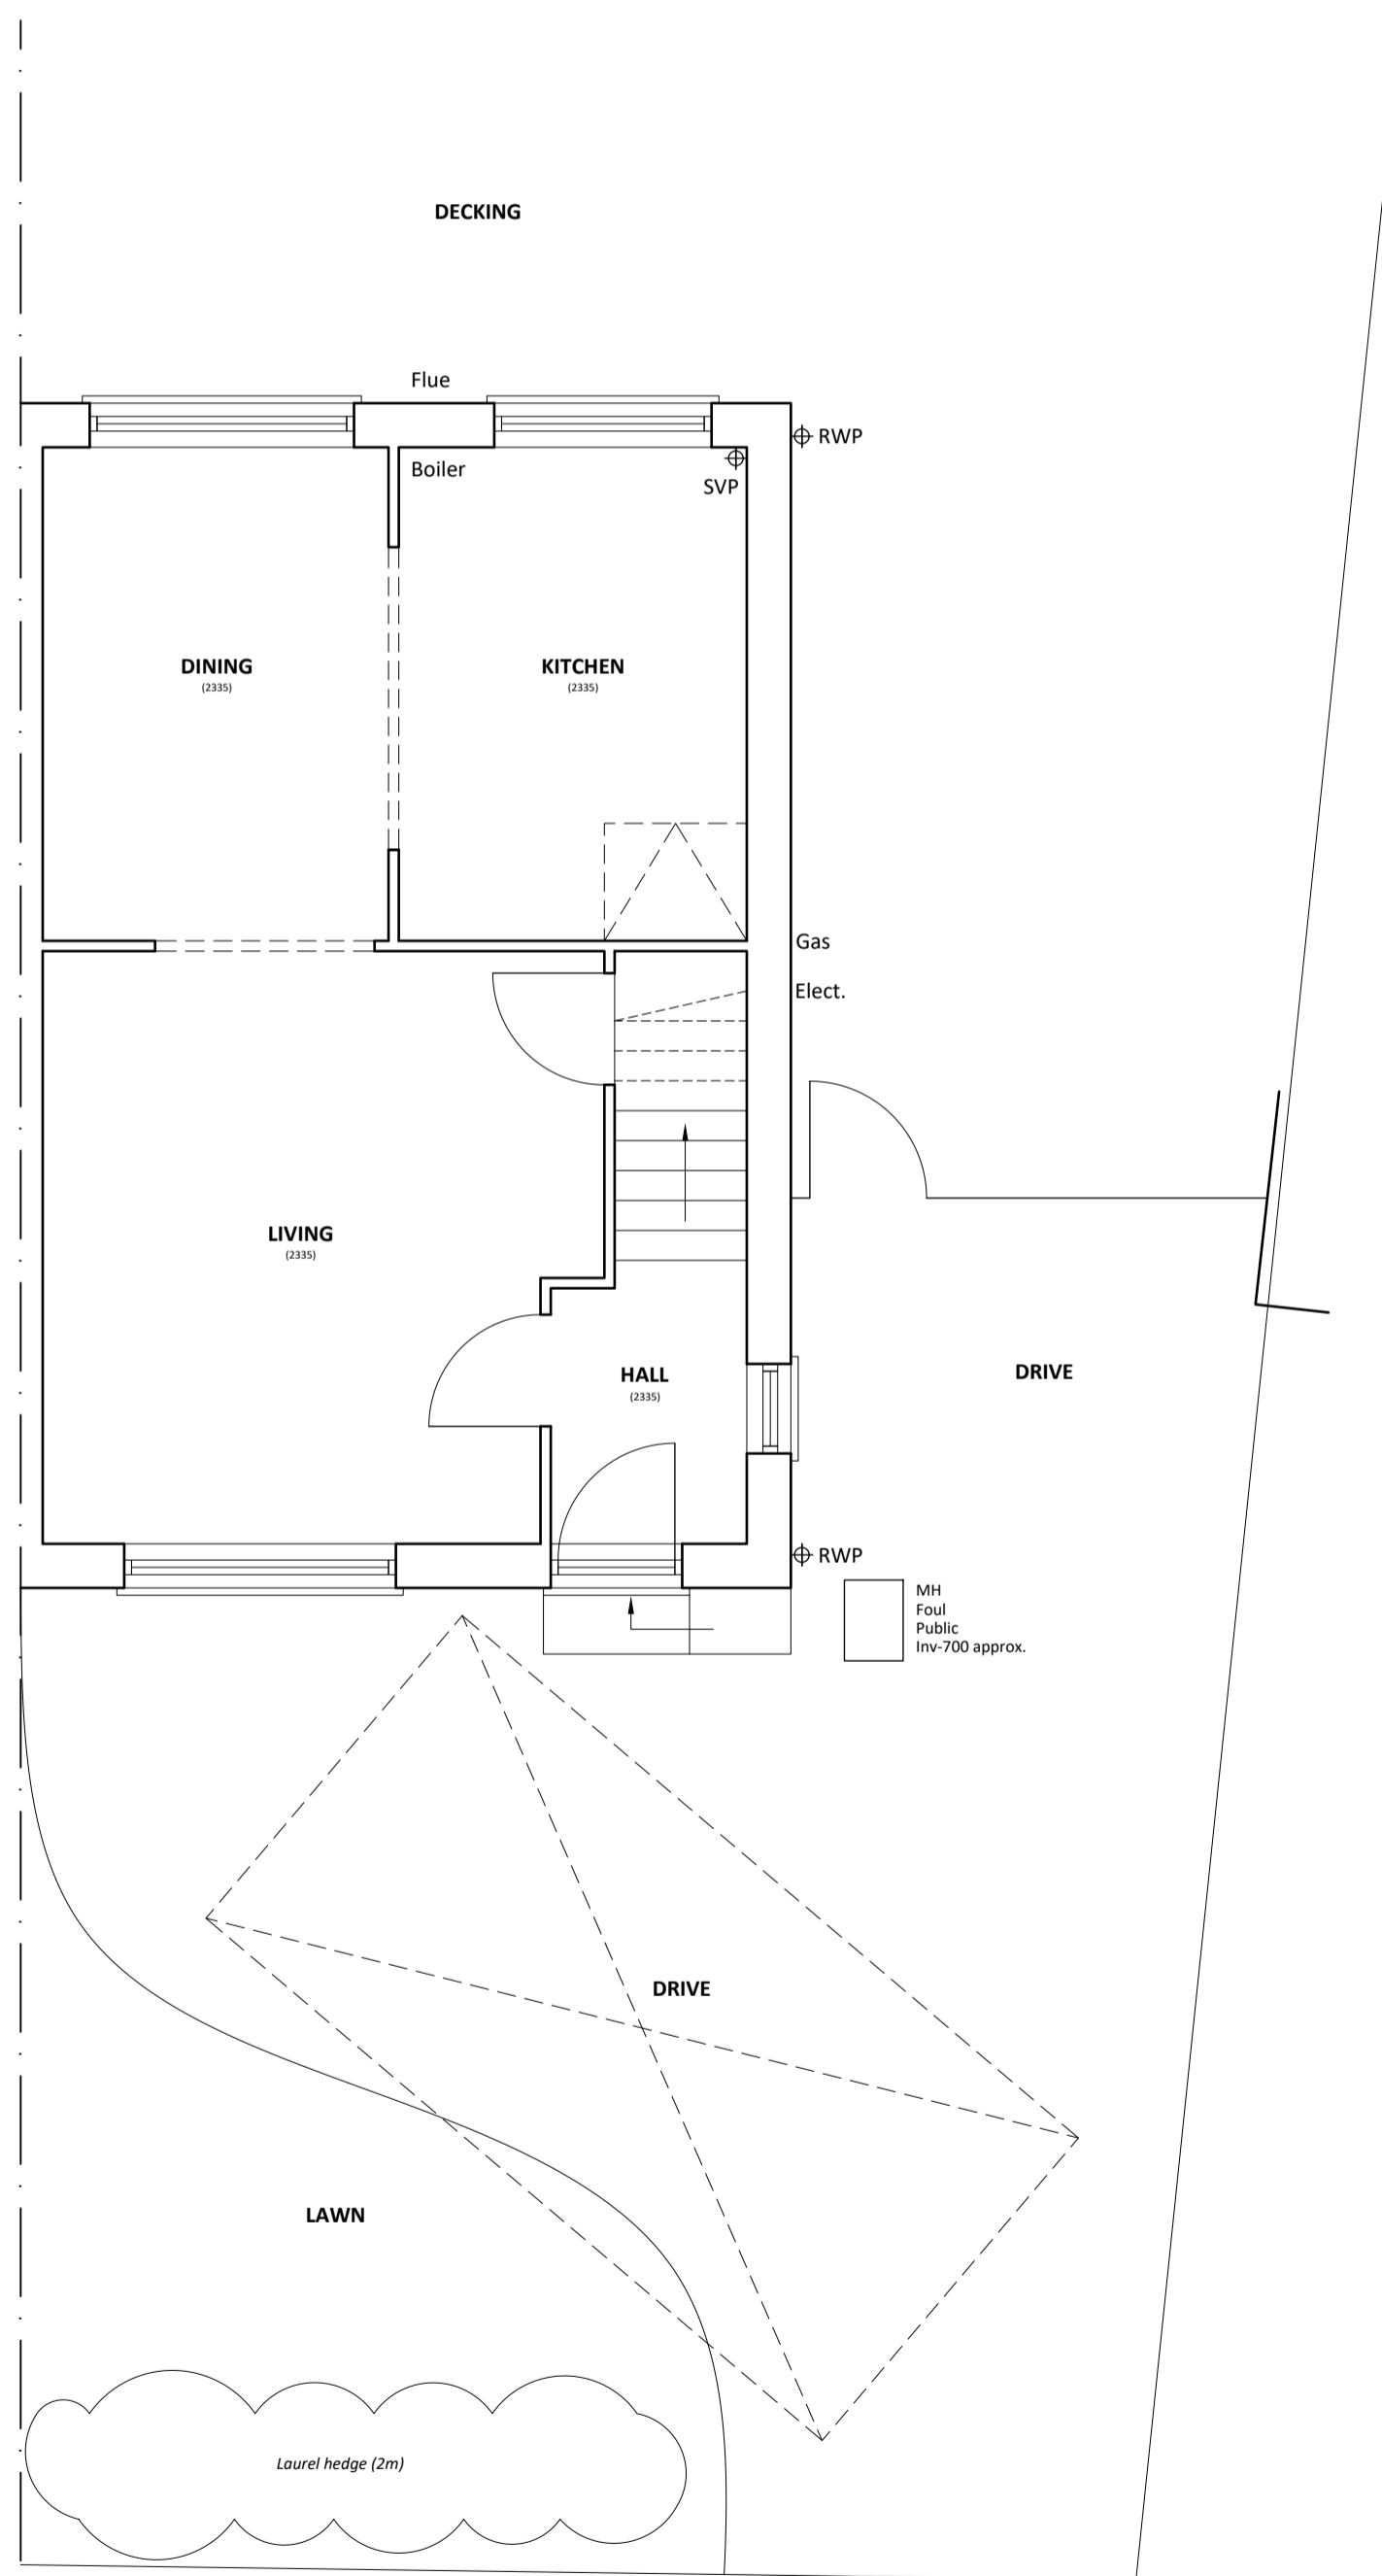 DECKING
Flue
RWP
Boiler
SVP
DINING
(2335)
KITCHEN
(2335)
Gas
Elect.
LIVING
(2335)
HALL
(2335)
DRIVE
RWP
MH
Foul
Public
Inv-700 approx.
DRIVE
LAWN
Laurel hedge (2m)